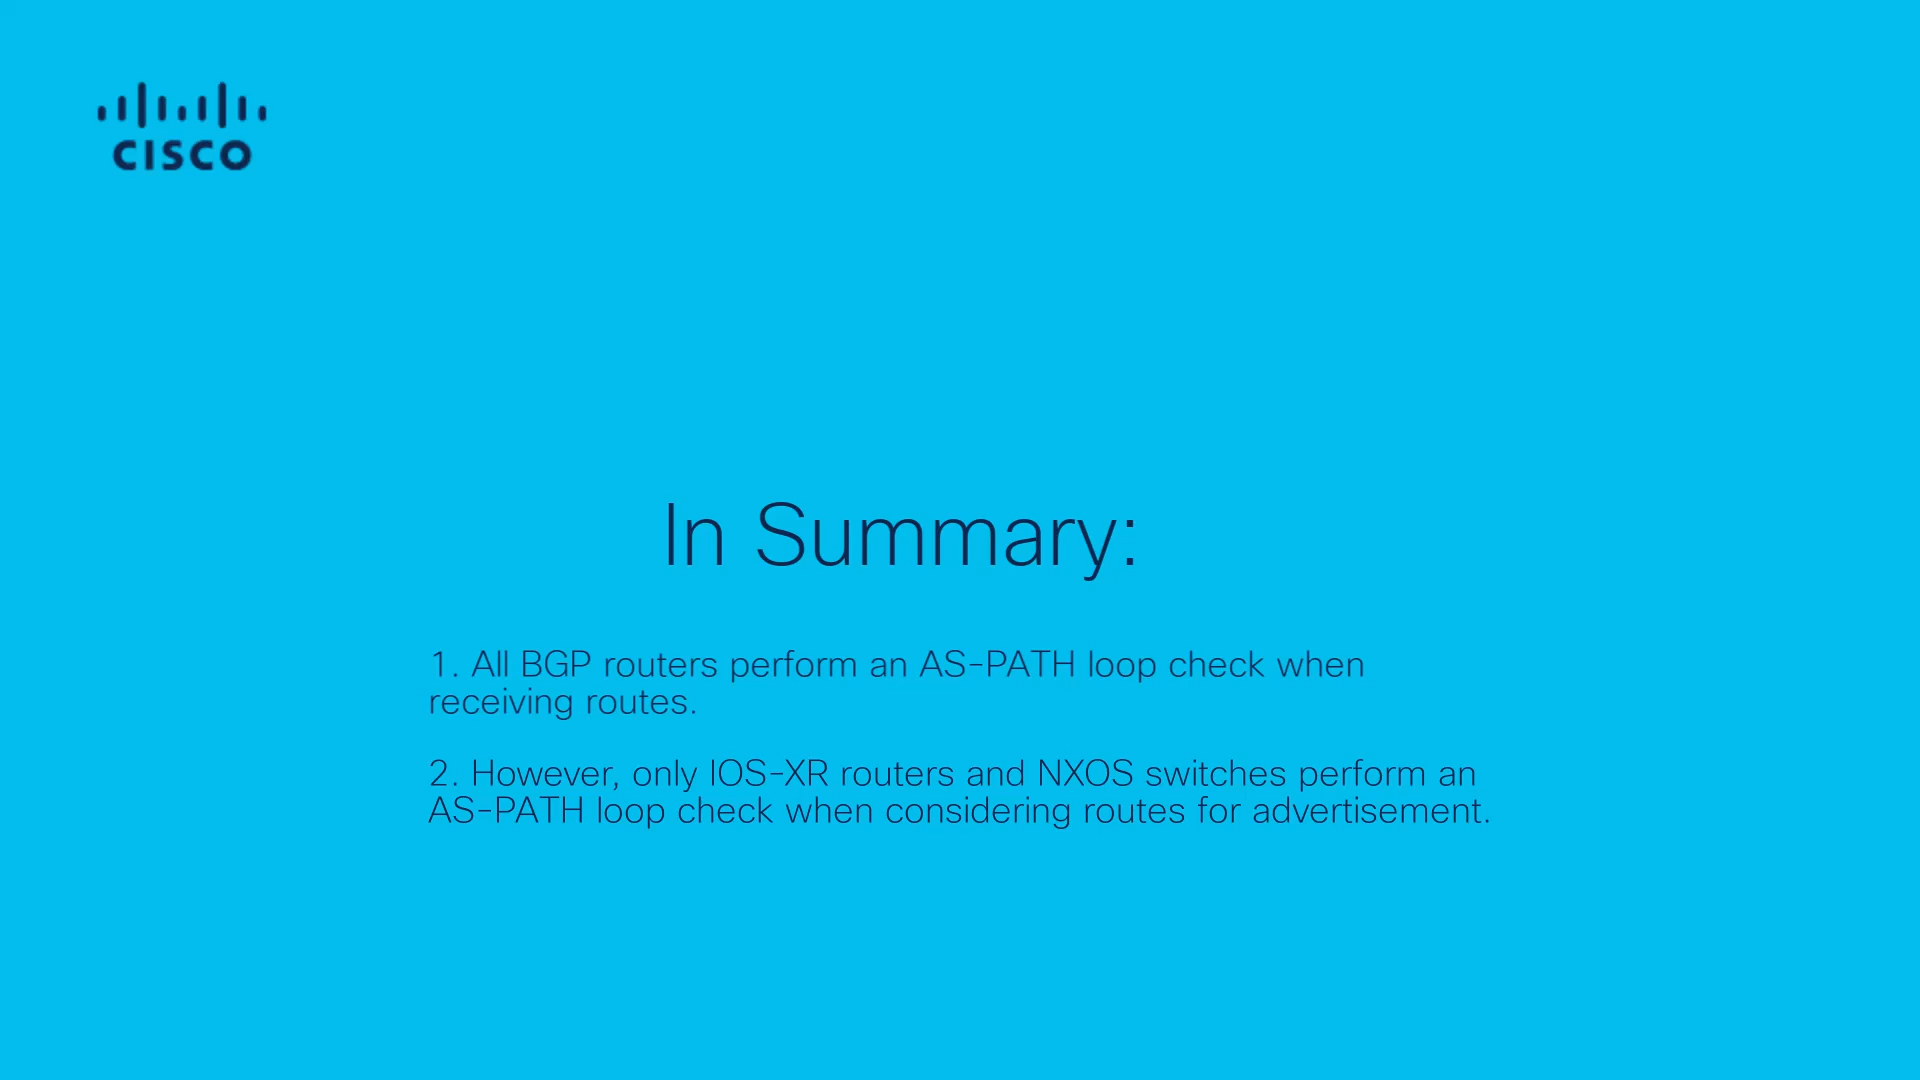 CISCO
In Summary:
1. All BGP routers perform an AS-PATH loop check when
receiving routes.
2. However, only IOS-XR routers and NXOS switches perform an
AS-PATH loop check when considering routes for advertisement.